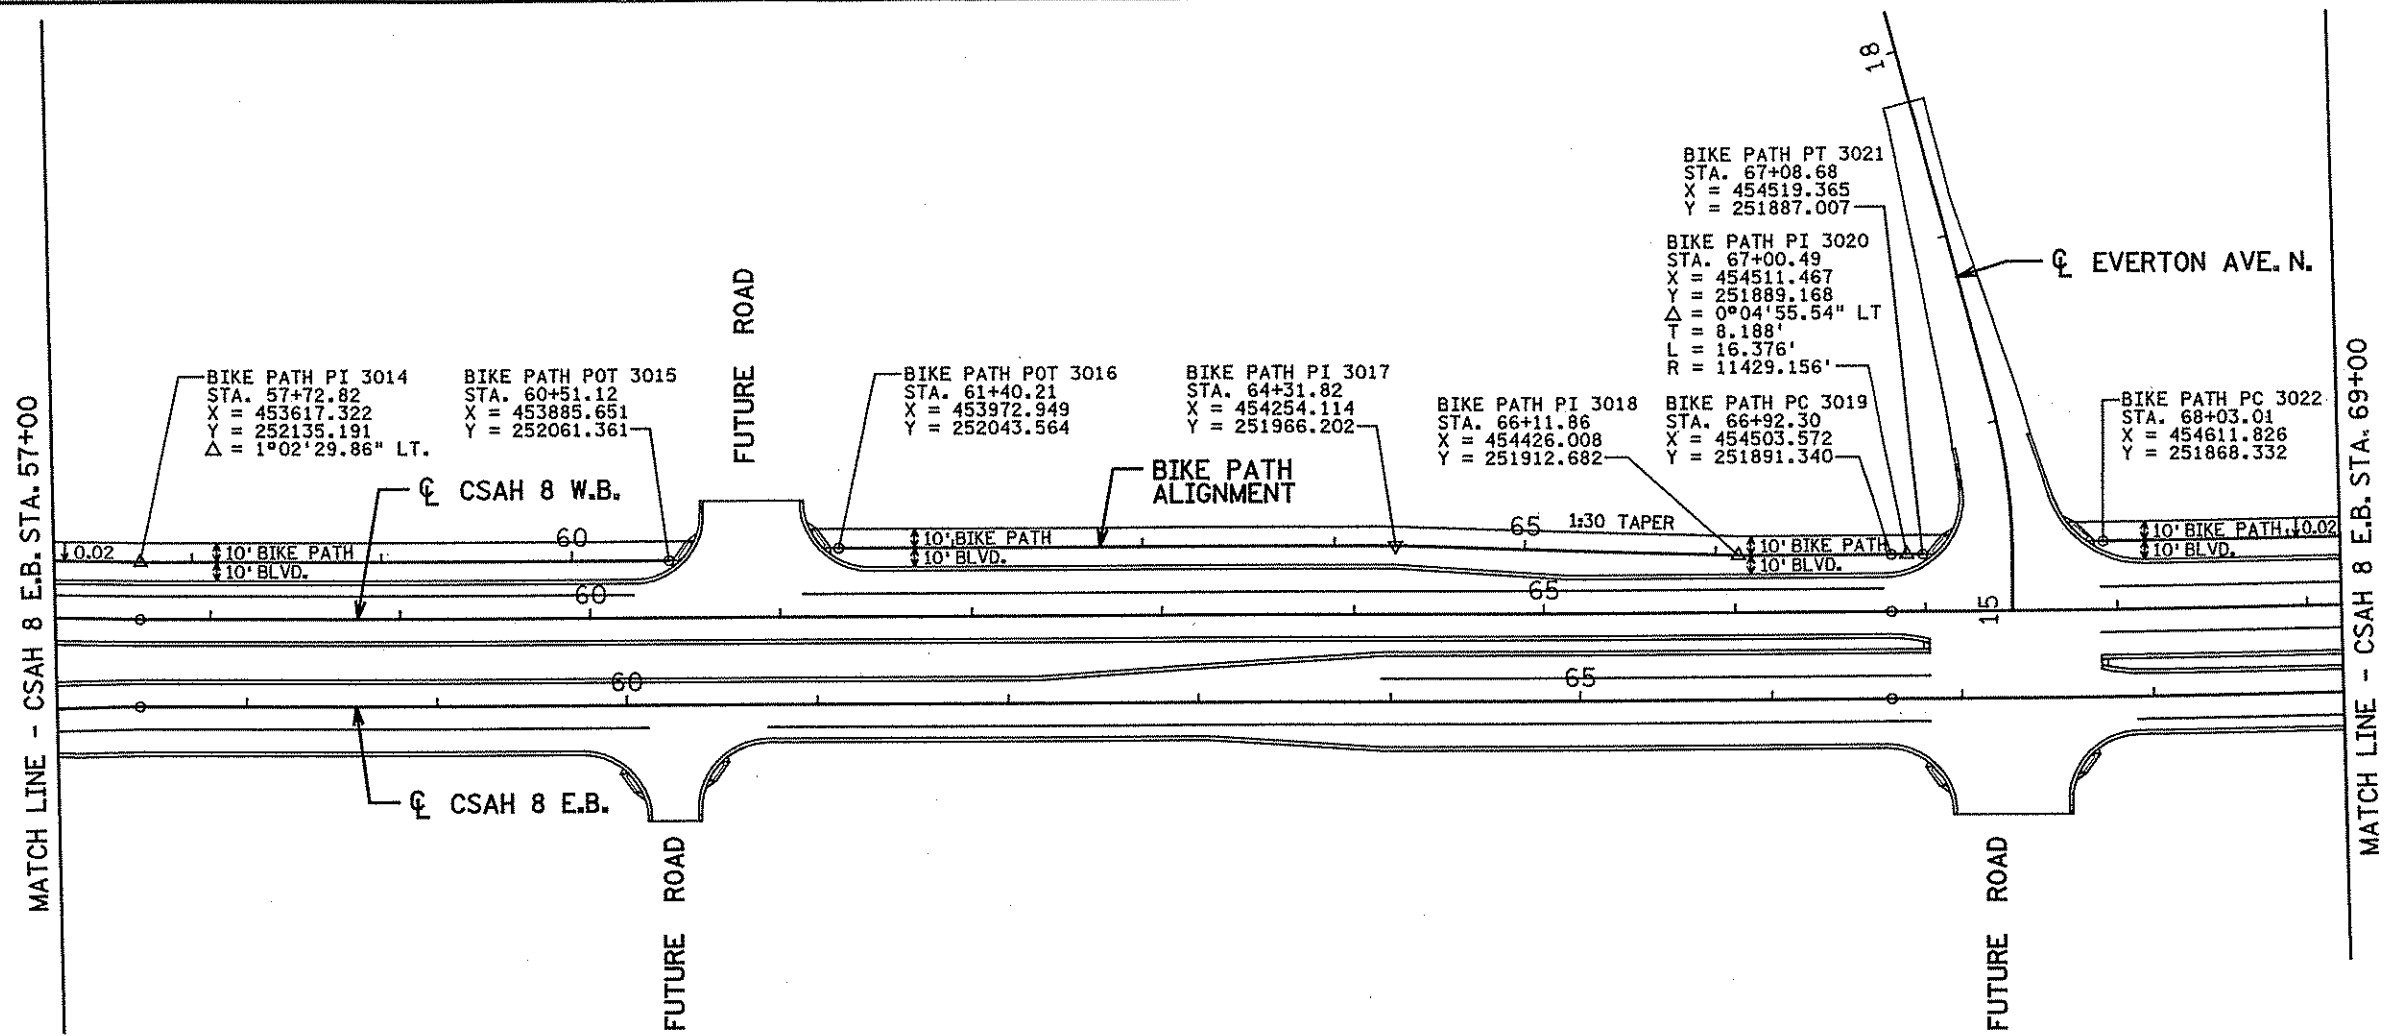 MATCH LINE - CSAH 8 E.B. STA. 57+00
BIKE PATH PI 3014
STA. 57+72.82
X = 453617.322
Y = 252135.191
△ = 1°02'29.86" LT.
BIKE PATH POT 3015
STA. 60+51.12
X = 453885.651
Y = 252061.361
FUTURE ROAD
BIKE PATH POT 3016
STA. 61+40.21
X = 453972.949
Y = 252043.564
BIKE PATH PI 3017
STA. 64+31.82
X = 454254.114
Y = 251966.202
BIKE PATH PI 3018
STA. 66+11.86
X = 454426.008
Y = 251912.682
BIKE PATH PC 3019
STA. 66+92.30
X = 454503.572
Y = 251891.340
BIKE PATH PT 3021
STA. 67+08.68
X = 454519.365
Y = 251887.007
BIKE PATH PI 3020
STA. 67+00.49
X = 454511.467
Y = 251889.168
△ = 0°04'55.54" LT
T = 8.188'
L = 16.376'
R = 11429.156'
18
℄ EVERTON AVE. N.
BIKE PATH PC 3022
STA. 68+03.01
X = 454611.826
Y = 251868.332
℄ CSAH 8 W.B.
BIKE PATH
ALIGNMENT
0.02
10' BIKE PATH
10' BLVD.
60
10' BIKE PATH
10' BLVD.
65
1:30 TAPER
10' BIKE PATH
10' BLVD.
10' BIKE PATH
0.02
10' BLVD.
60
65
15
60
65
℄ CSAH 8 E.B.
FUTURE ROAD
FUTURE ROAD
MATCH LINE - CSAH 8 E.B. STA. 69+00